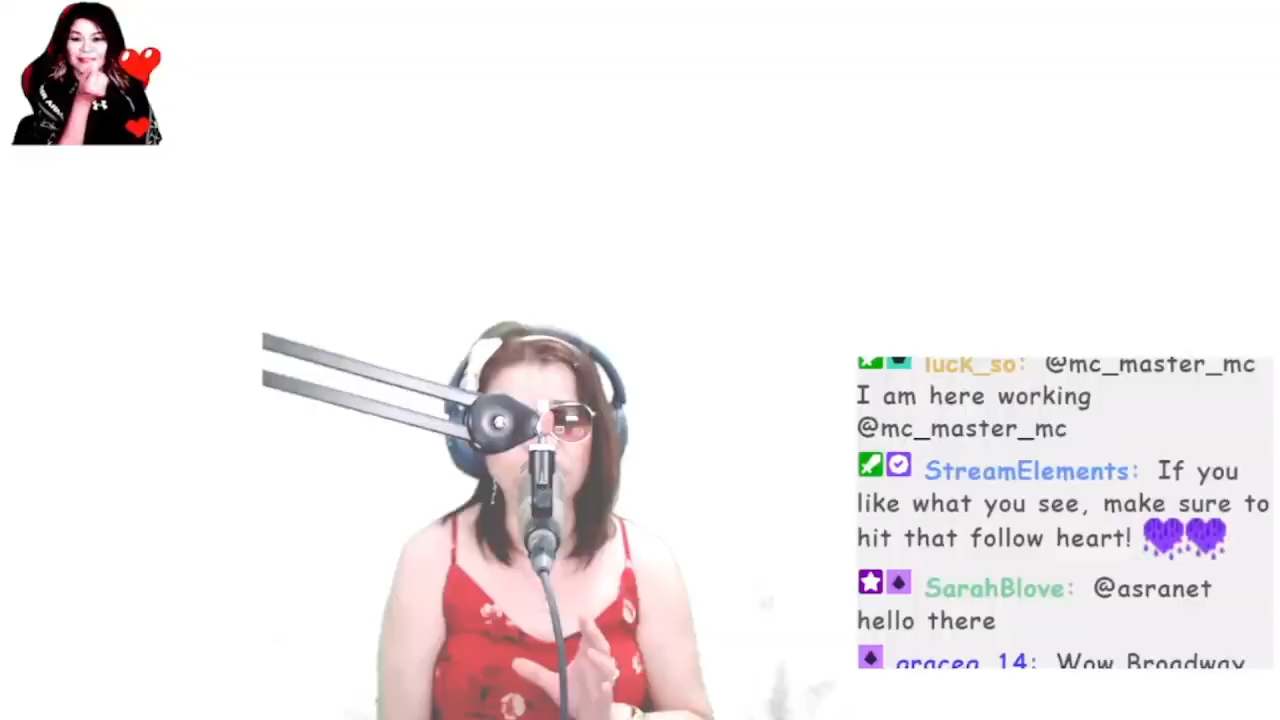 luck_so: @mc_master_mc
I am here working
@mc_master_mc
StreamElements: If you
like what you see, make sure to
hit that follow heart!
SarahBlove: @asranet
hello there
aracea_14: Wow Broadway